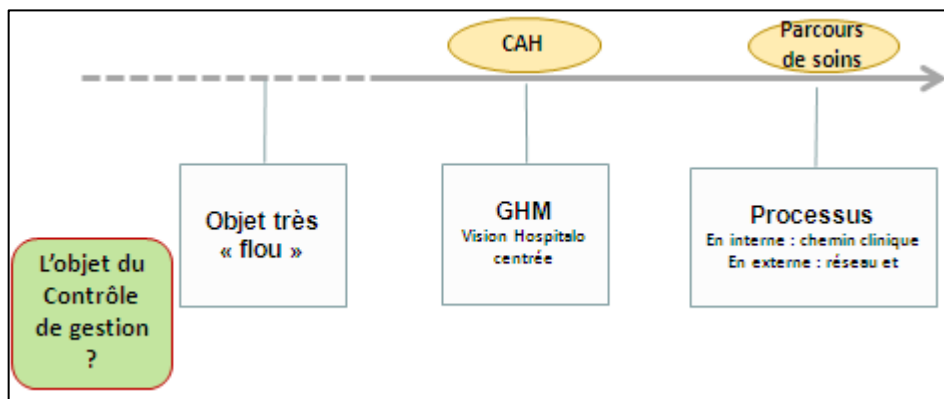 CAH
Parcours
de soins
Objet très
« flou »
GHM
Vision Hospitalo
centrée
Processus
En interne : chemin clinique
En externe : réseau et
L’objet du
Contrôle
de gestion
?